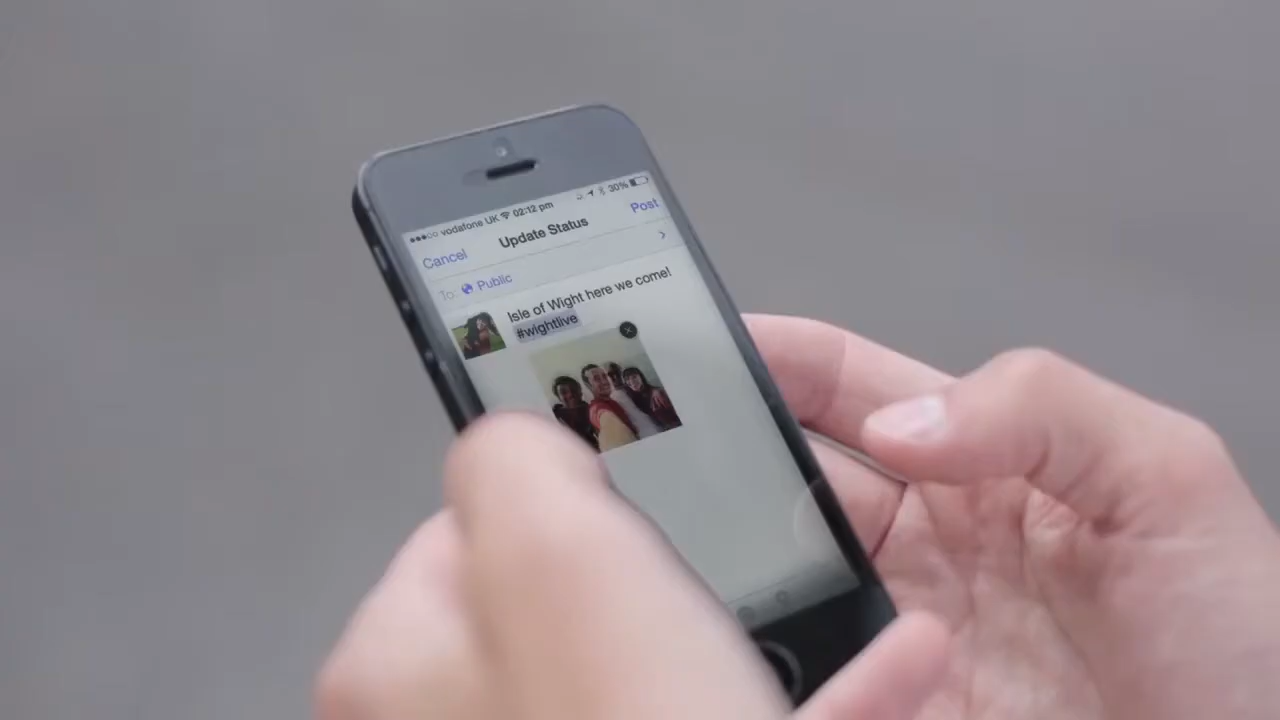 vodafone UK 02:12 pm 30%
Cancel Update Status Post
To: Public
Isle of Wight here we come!
#wightlive